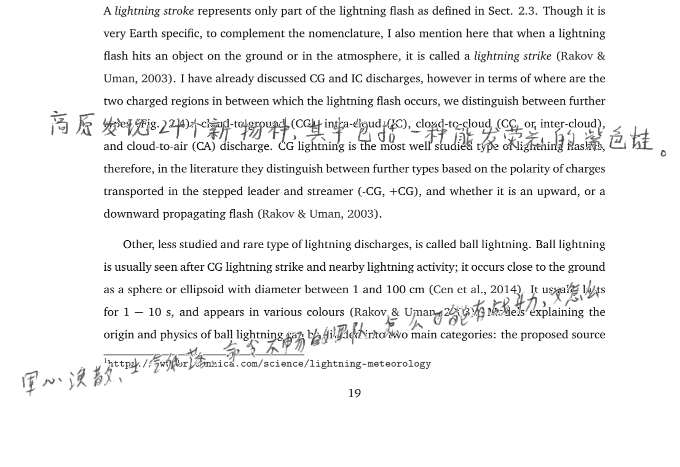 A lightning stroke represents only part of the lightning flash as defined in Sect. 2.3. Though it is
very Earth specific, to complement the nomenclature, I also mention here that when a lightning
flash hits an object on the ground or in the atmosphere, it is called a lightning strike (Rakov &
Uman, 2003). I have already discussed CG and IC discharges, however in terms of where are the
two charged regions in between which the lightning flash occurs, we distinguish between further
高原发现24个新物种,其中包括一种能发荧光的紫色蛙。
types (Fig. 2.4): cloud-to-ground (CG), intra-cloud (IC), cloud-to-cloud (CC, or inter-cloud),
and cloud-to-air (CA) discharge. CG lightning is the most well studied type of lightning flashes,
therefore, in the literature they distinguish between further types based on the polarity of charges
transported in the stepped leader and streamer (-CG, +CG), and whether it is an upward, or a
downward propagating flash (Rakov & Uman, 2003).
Other, less studied and rare type of lightning discharges, is called ball lightning. Ball lightning
is usually seen after CG lightning strike and nearby lightning activity; it occurs close to the ground
as a sphere or ellipsoid with diameter between 1 and 100 cm (Cen et al., 2014). It usually lasts
for 1 − 10 s, and appears in various colours (Rakov & Uman, 2003). Models explaining the
origin and physics of ball lightning can be divided into two main categories: the proposed source
军心涣散、士气低落、命令不畅的部队,怎么可能有战斗力,又怎么
1https://www.britannica.com/science/lightning-meteorology
19